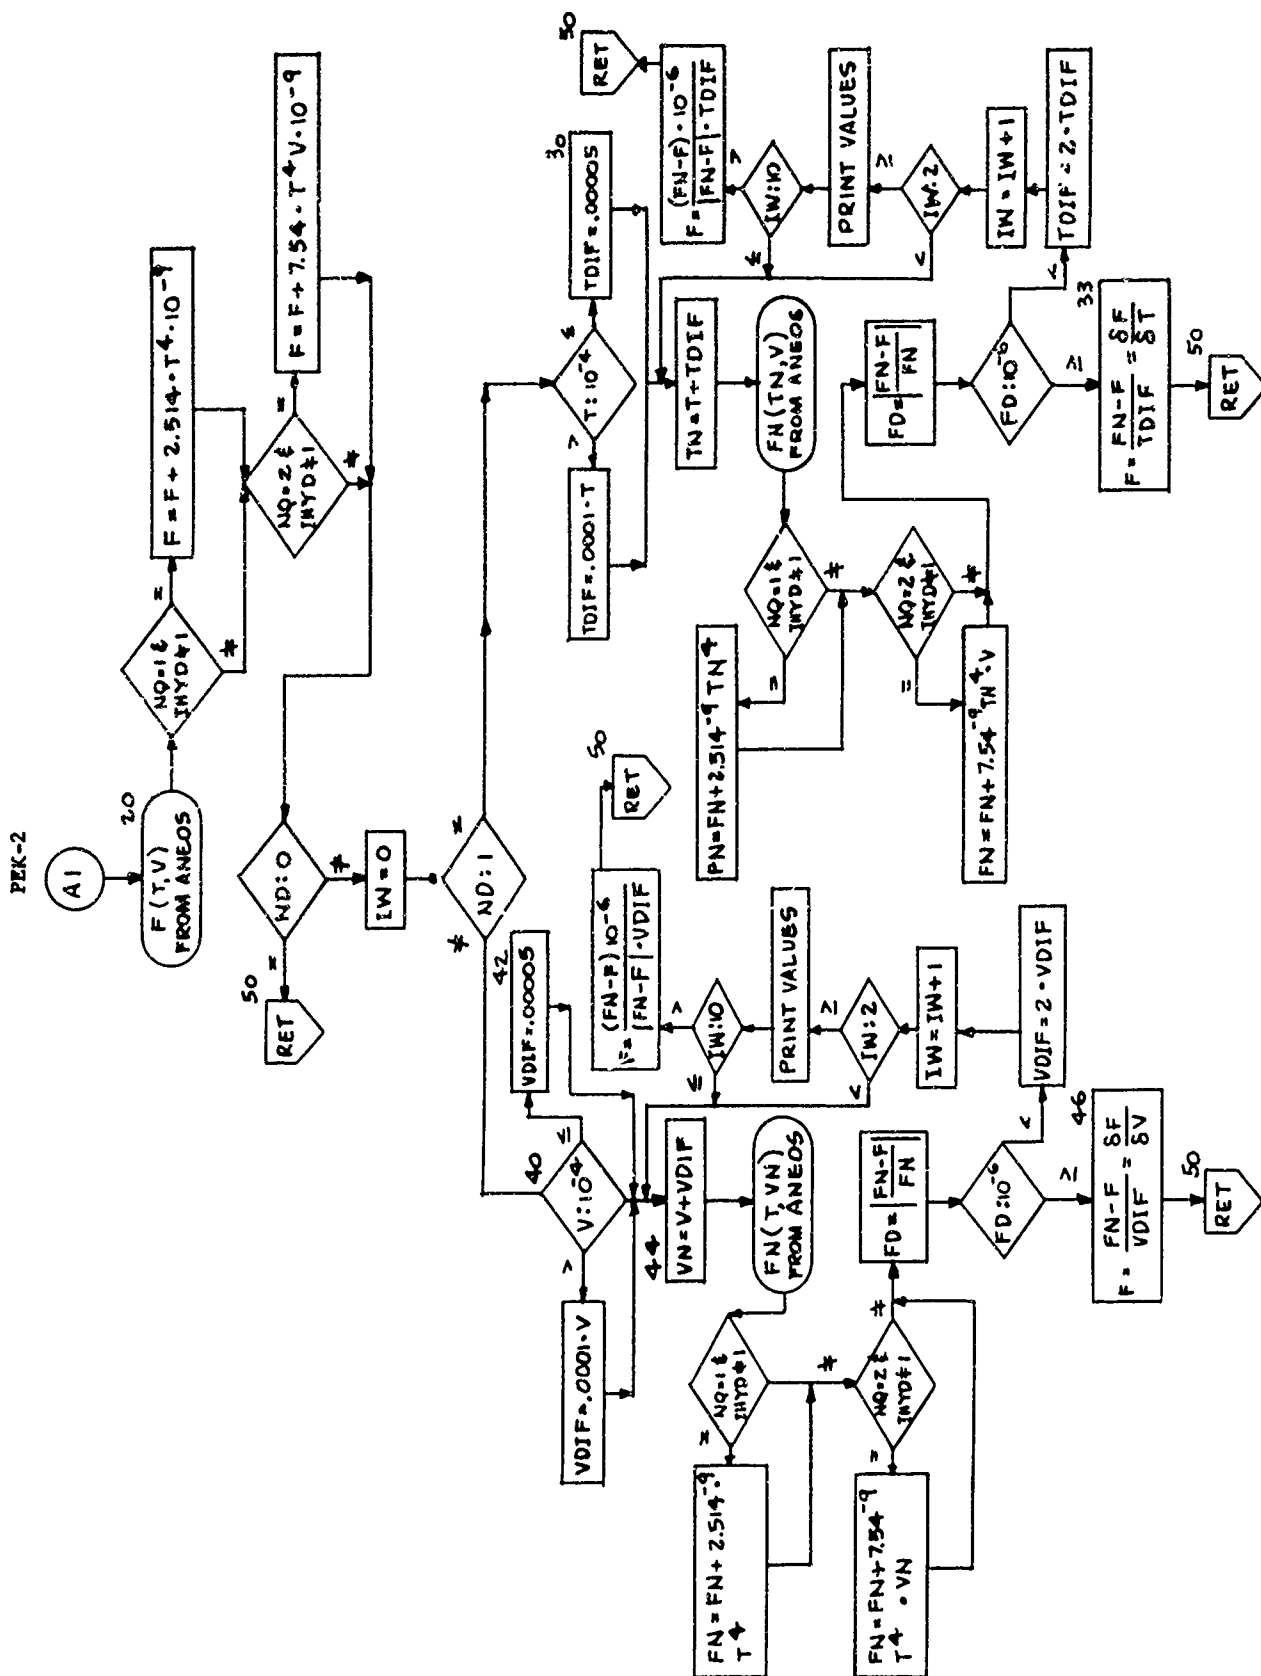 PEK-2
A1
20
F(T,V)
FROM ANEOS
NQ=1 &
IHYD≠1
=
≠
F = F + 2.514 · T⁴ · 10⁻⁹
NQ=2 &
IHYD≠1
=
≠
F = F + 7.54 · T⁴ V · 10⁻⁹
ND:0
=
≠
50
RET
IW = 0
ND:1
≠
=
40
V:10⁻⁴
>
≤
42
VDIF=.00005
VDIF=.0001·V
44
VN=V+VDIF
FN(T,VN)
FROM ANEOS
NQ=1 &
IHYD≠1
=
≠
FN=FN+2.514⁻⁹
T⁴
NQ=2 &
IHYD≠1
=
≠
FN=FN+7.54⁻⁹
T⁴ · VN
FD=|FN-F / FN|
FD:10⁻⁶
<
≥
46
F = FN-F / VDIF = δF / δV
50
RET
VDIF=2·VDIF
IW=IW+1
IW:2
<
≥
PRINT VALUES
IW:10
≤
>
F= (FN-F)10⁻⁶ / |FN-F|·VDIF
50
RET
T:10⁻⁴
>
≤
30
TDIF=.00005
TDIF=.0001·T
TN=T+TDIF
FN(TN,V)
FROM ANEOS
NQ=1 &
IHYD≠1
=
≠
PN=FN+2.514⁻⁹ TN⁴
NQ=2 &
IHYD≠1
=
≠
FN=FN+7.54⁻⁹ TN⁴·V
FD=|FN-F / FN|
FD:10⁻⁶
<
≥
33
F= FN-F / TDIF = δF / δT
50
RET
TDIF=2·TDIF
IW=IW+1
IW:2
<
≥
PRINT VALUES
IW:10
≤
>
F= (FN-F)·10⁻⁶ / |FN-F|·TDIF
50
RET